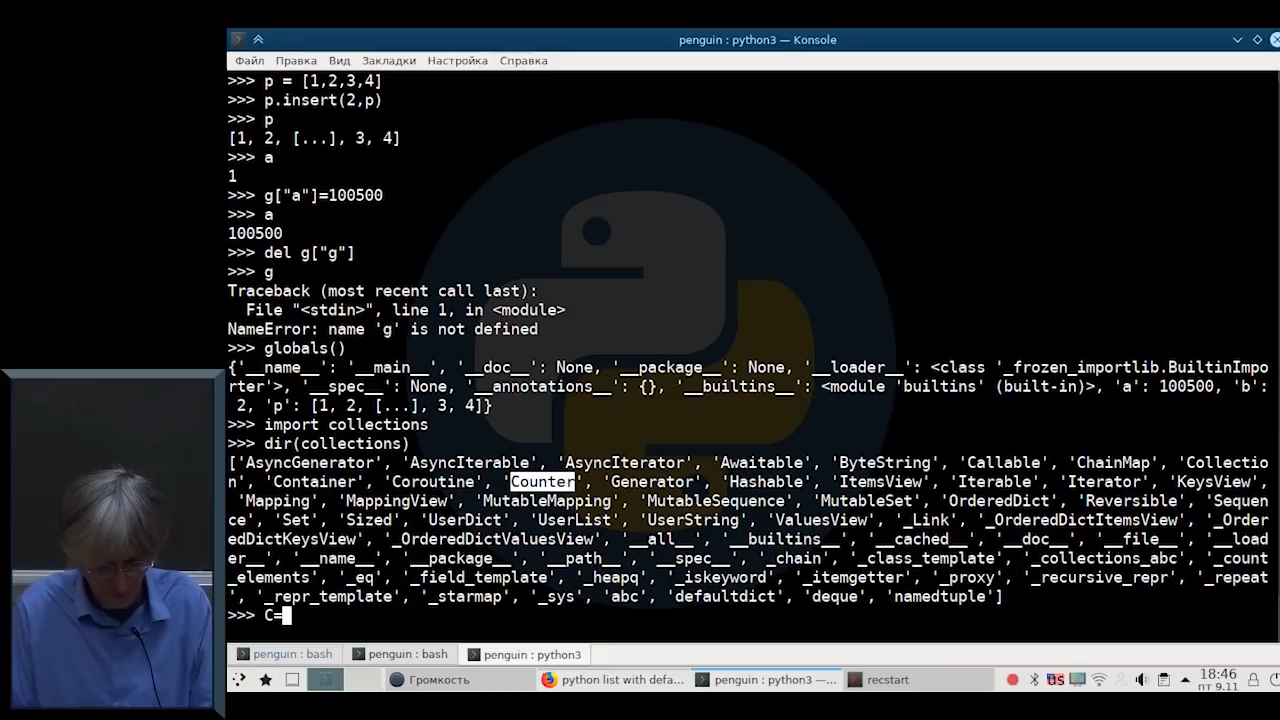 penguin : python3 — Konsole
Файл Правка Вид Закладки Настройка Справка
>>> p = [1,2,3,4]
>>> p.insert(2,p)
>>> p
[1, 2, [...], 3, 4]
>>> a
1
>>> g["a"]=100500
>>> a
100500
>>> del g["g"]
>>> g
Traceback (most recent call last):
  File "<stdin>", line 1, in <module>
NameError: name 'g' is not defined
>>> globals()
{'__name__': '__main__', '__doc__': None, '__package__': None, '__loader__': <class '_frozen_importlib.BuiltinImpo
rter'>, '__spec__': None, '__annotations__': {}, '__builtins__': <module 'builtins' (built-in)>, 'a': 100500, 'b':
 2, 'p': [1, 2, [...], 3, 4]}
>>> import collections
>>> dir(collections)
['AsyncGenerator', 'AsyncIterable', 'AsyncIterator', 'Awaitable', 'ByteString', 'Callable', 'ChainMap', 'Collectio
n', 'Container', 'Coroutine', 'Counter', 'Generator', 'Hashable', 'ItemsView', 'Iterable', 'Iterator', 'KeysView',
 'Mapping', 'MappingView', 'MutableMapping', 'MutableSequence', 'MutableSet', 'OrderedDict', 'Reversible', 'Sequen
ce', 'Set', 'Sized', 'UserDict', 'UserList', 'UserString', 'ValuesView', '_Link', '_OrderedDictItemsView', '_Order
edDictKeysView', '_OrderedDictValuesView', '__all__', '__builtins__', '__cached__', '__doc__', '__file__', '__load
er__', '__name__', '__package__', '__path__', '__spec__', '_chain', '_class_template', '_collections_abc', '_count
_elements', '_eq', '_field_template', '_heapq', '_iskeyword', '_itemgetter', '_proxy', '_recursive_repr', '_repeat
', '_repr_template', '_starmap', '_sys', 'abc', 'defaultdict', 'deque', 'namedtuple']
>>> C=
penguin : bash penguin : bash penguin : python3
Громкость python list with defa... penguin : python3 —... recstart US 18:46
пт 9.11